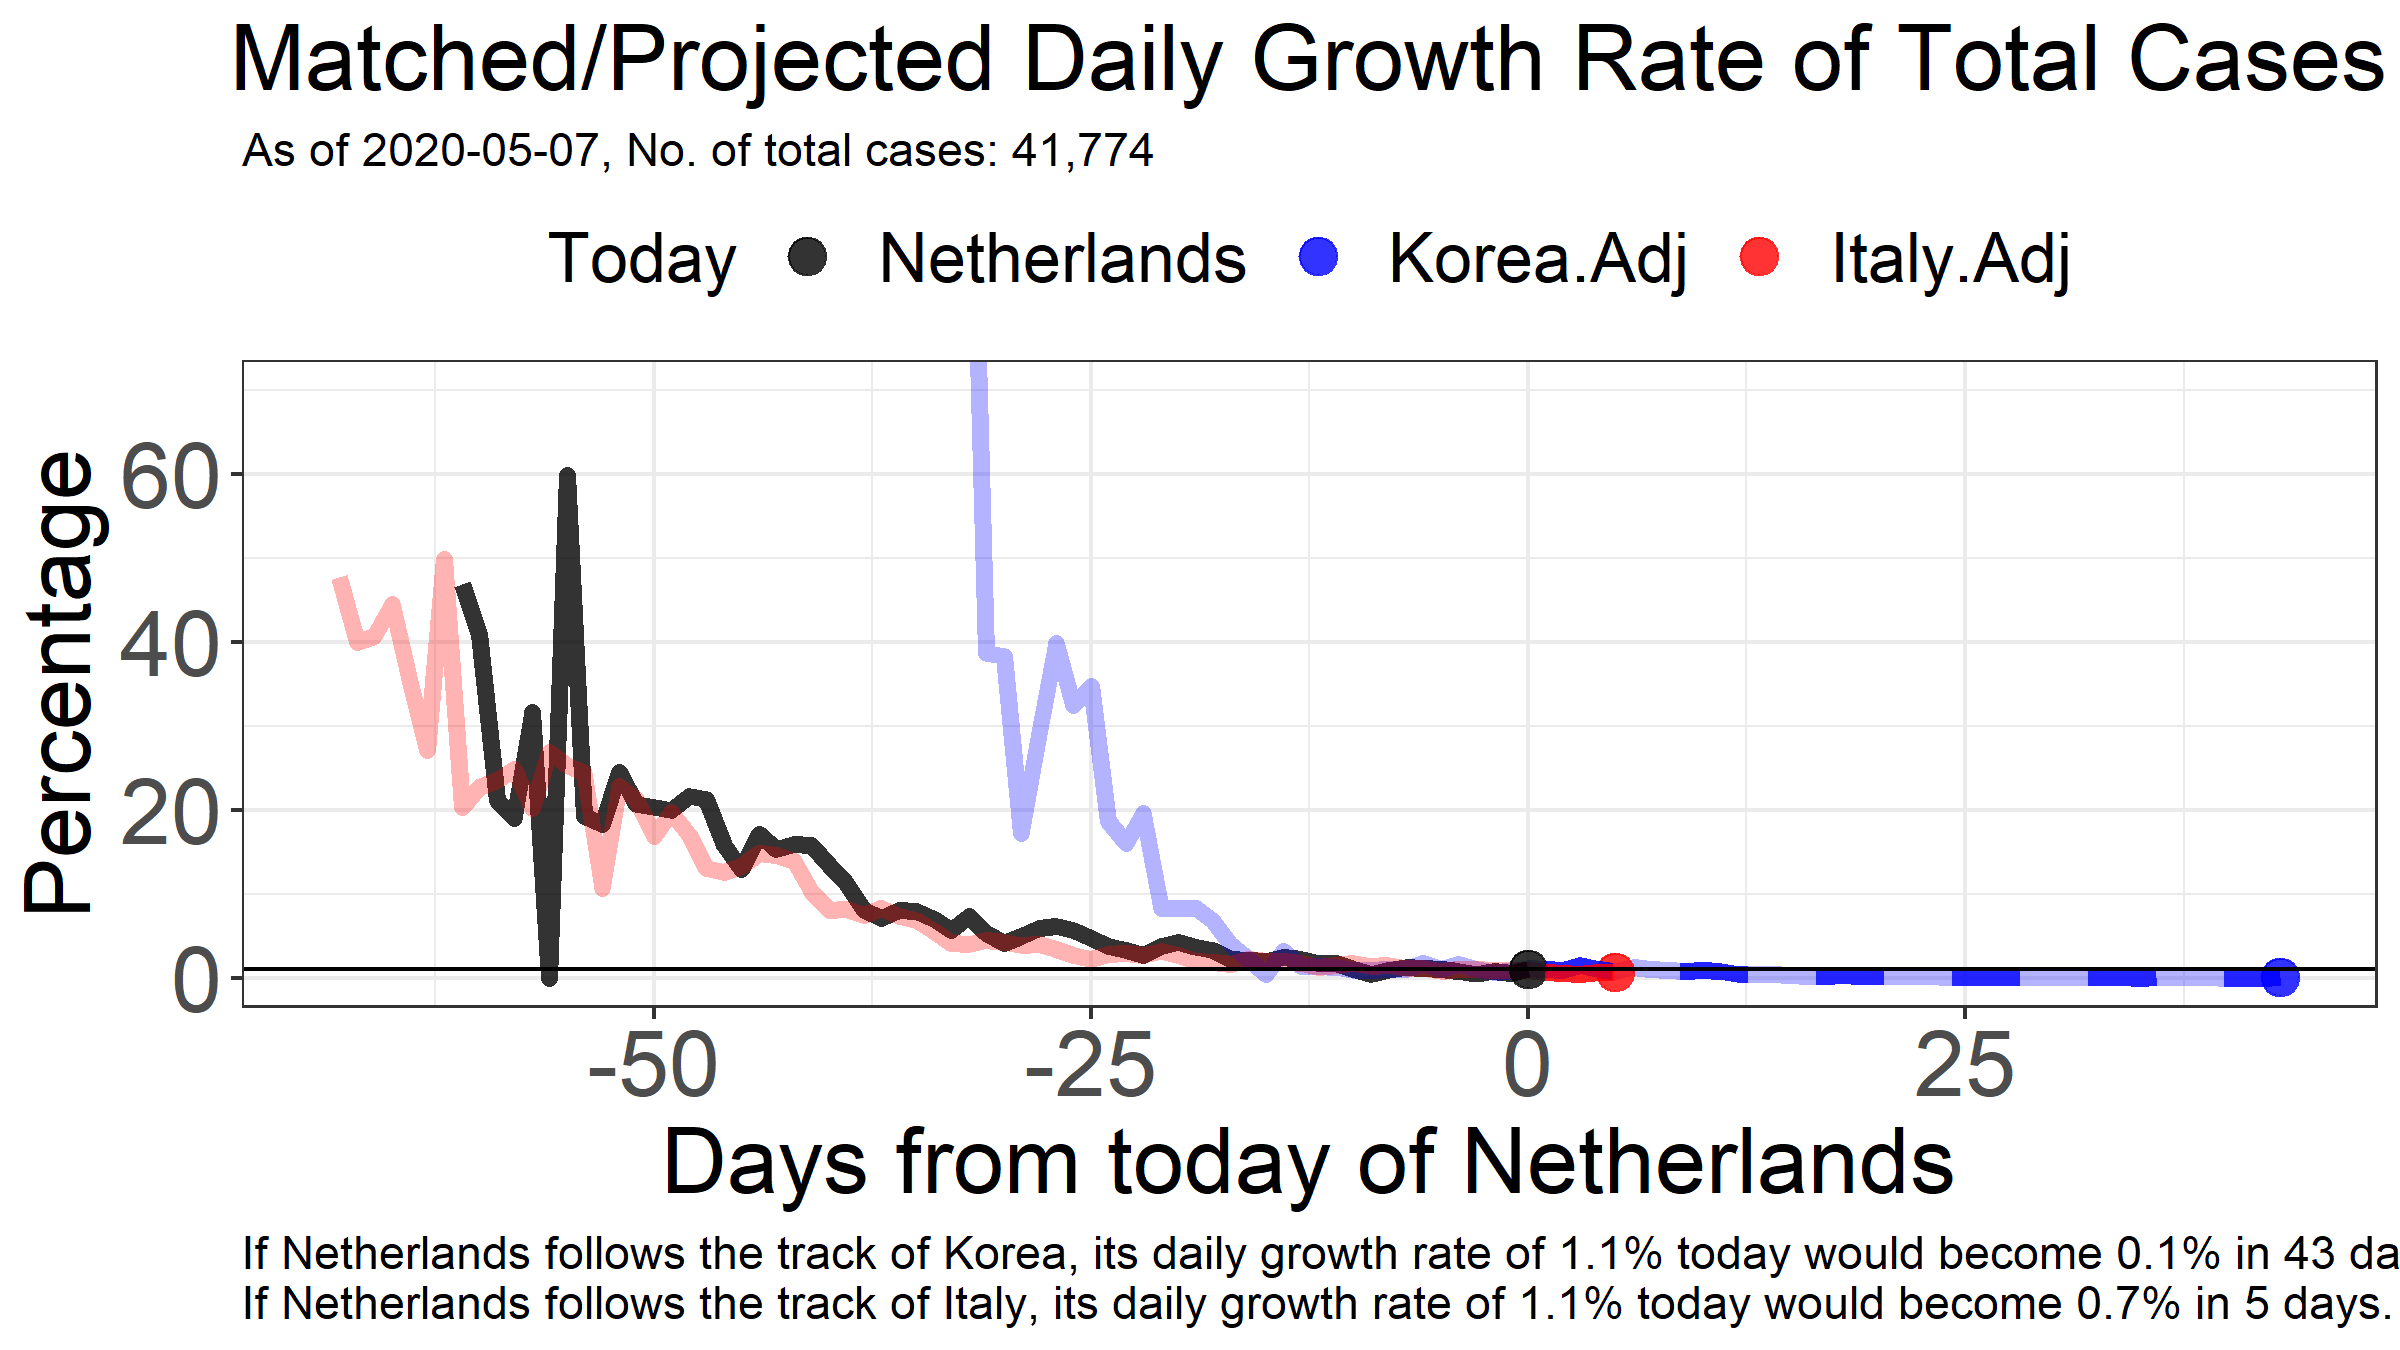 Matched/Projected Daily Growth Rate of Total Cases
As of 2020-05-07, No. of total cases: 41,774
Today Netherlands Korea.Adj Italy.Adj
Percentage
60
40
20
0
-50 -25 0 25
Days from today of Netherlands
If Netherlands follows the track of Korea, its daily growth rate of 1.1% today would become 0.1% in 43 da
If Netherlands follows the track of Italy, its daily growth rate of 1.1% today would become 0.7% in 5 days.